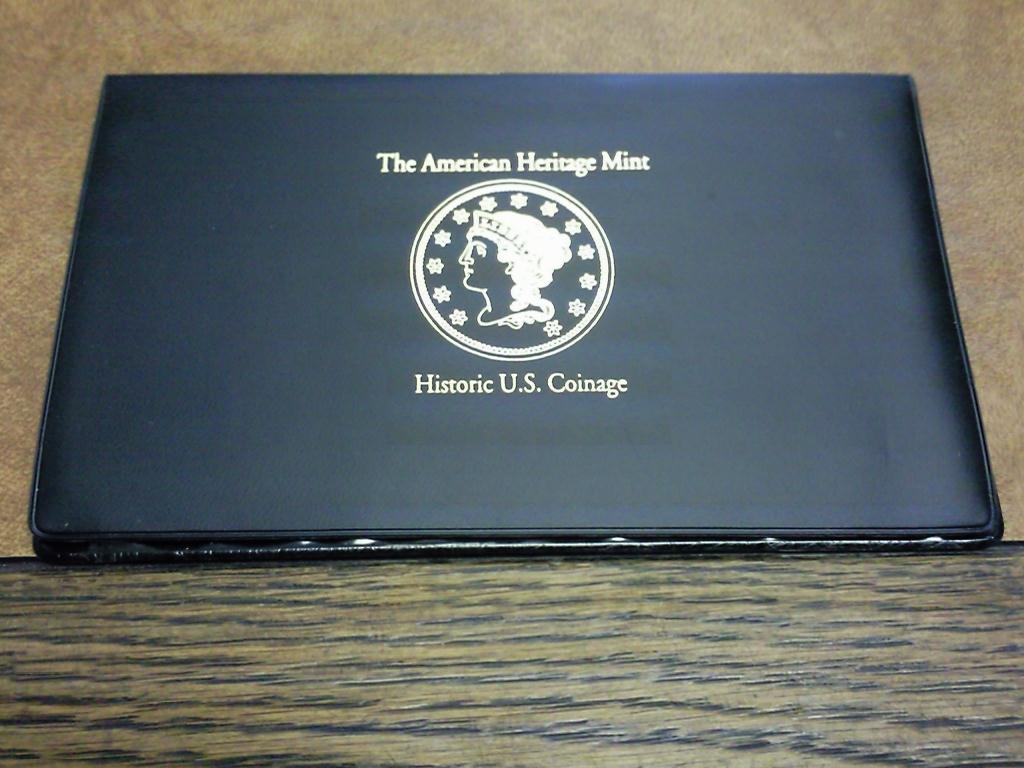 The American Heritage Mint
Historic U.S. Coinage